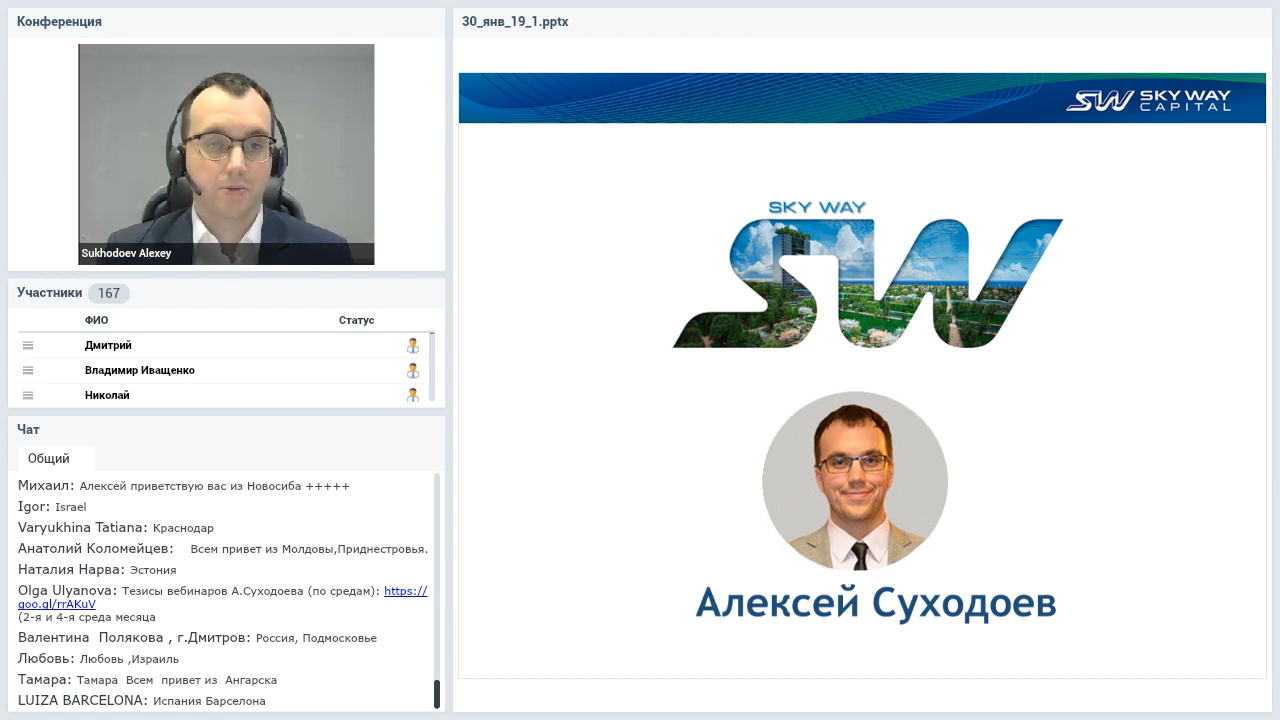 Конференция
Sukhodoev Alexey
Участники 167
ФИО Статус
Дмитрий
Владимир Иващенко
Николай
Чат
Общий
Михаил: Алексей приветствую вас из Новосиба +++++
Igor: Israel
Varyukhina Tatiana: Краснодар
Анатолий Коломейцев: Всем привет из Молдовы,Приднестровья.
Наталия Нарва: Эстония
Olga Ulyanova: Тезисы вебинаров А.Суходоева (по средам): https://
goo.gl/rrAKuV
(2-я и 4-я среда месяца
Валентина Полякова , г.Дмитров: Россия, Подмосковье
Любовь: Любовь ,Израиль
Тамара: Тамара Всем привет из Ангарска
LUIZA BARCELONA: Испания Барселона
30_янв_19_1.pptx
SW SKY WAY
CAPITAL
SKY WAY
SW
Алексей Суходоев